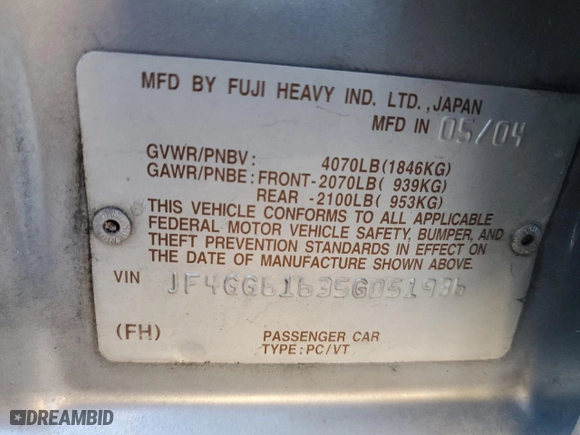 MFD BY FUJI HEAVY IND. LTD.,JAPAN
MFD IN 05/04
GVWR/PNBV: 4070LB(1846KG)
GAWR/PNBE: FRONT-2070LB( 939KG)
REAR -2100LB( 953KG)
THIS VEHICLE CONFORMS TO ALL APPLICABLE
FEDERAL MOTOR VEHICLE SAFETY, BUMPER, AND
THEFT PREVENTION STANDARDS IN EFFECT ON
THE DATE OF MANUFACTURE SHOWN ABOVE.
VIN JF4GG61635G051936
(FH) PASSENGER CAR
TYPE:PC/VT
DREAMBID